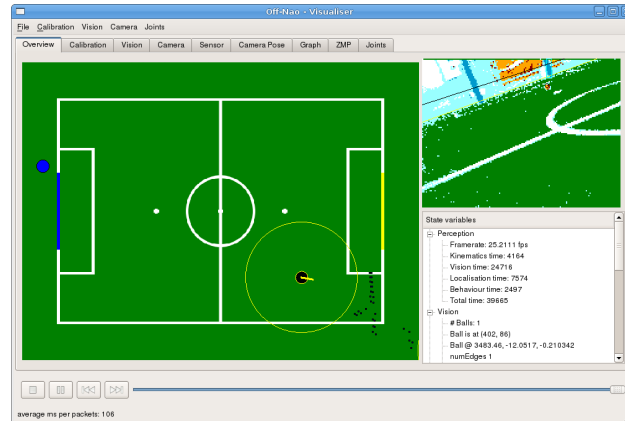 Off-Nao - Visualiser
File Calibration Vision Camera Joints
Overview Calibration Vision Camera Sensor Camera Pose Graph ZMP Joints
State variables
Perception
Framerate: 25.2111 fps
Kinematics time: 4164
Vision time: 24716
Localisation time: 7574
Behaviour time: 2497
Total time: 39665
Vision
# Balls: 1
Ball is at (402, 86)
Ball @ 3483.46, -12.0517, -0.210342
numEdges 1
average ms per packets: 106